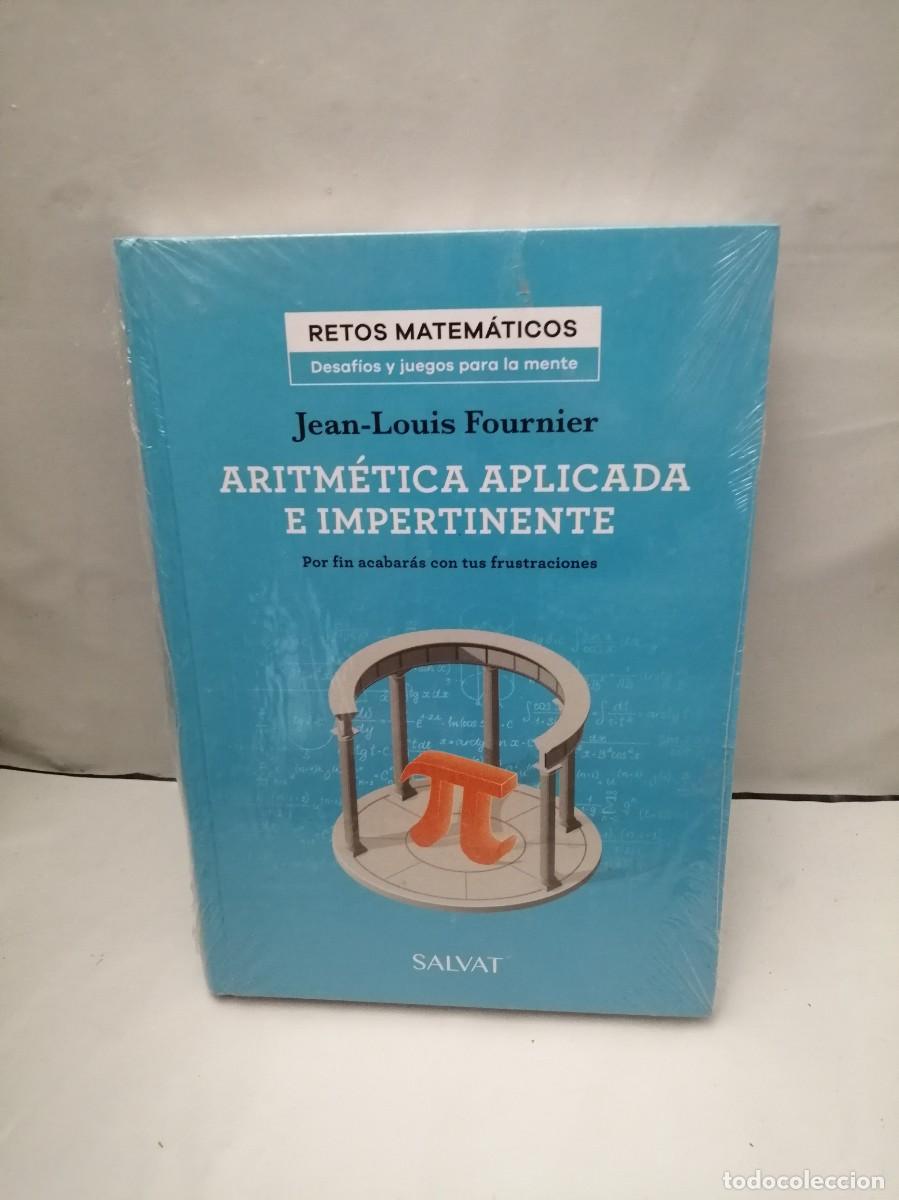 RETOS MATEMÁTICOS
Desafíos y juegos para la mente
Jean-Louis Fournier
ARITMÉTICA APLICADA
E IMPERTINENTE
Por fin acabarás con tus frustraciones
π
SALVAT
todocoleccion